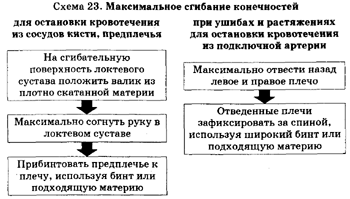 Схема 23. Максимальное сгибание конечностей
для остановки кровотечения
из сосудов кисти, предплечья
На сгибательную
поверхность локтевого
сустава положить валик из
плотно скатанной материи
Максимально согнуть руку в
локтевом суставе
Прибинтовать предплечье к
плечу, используя бинт или
подходящую материю
при ушибах и растяжениях
для остановки кровотечения
из подключной артерии
Максимально отвести назад
левое и правое плечо
Отведенные плечи
зафиксировать за спиной,
используя широкий бинт или
подходящую материю